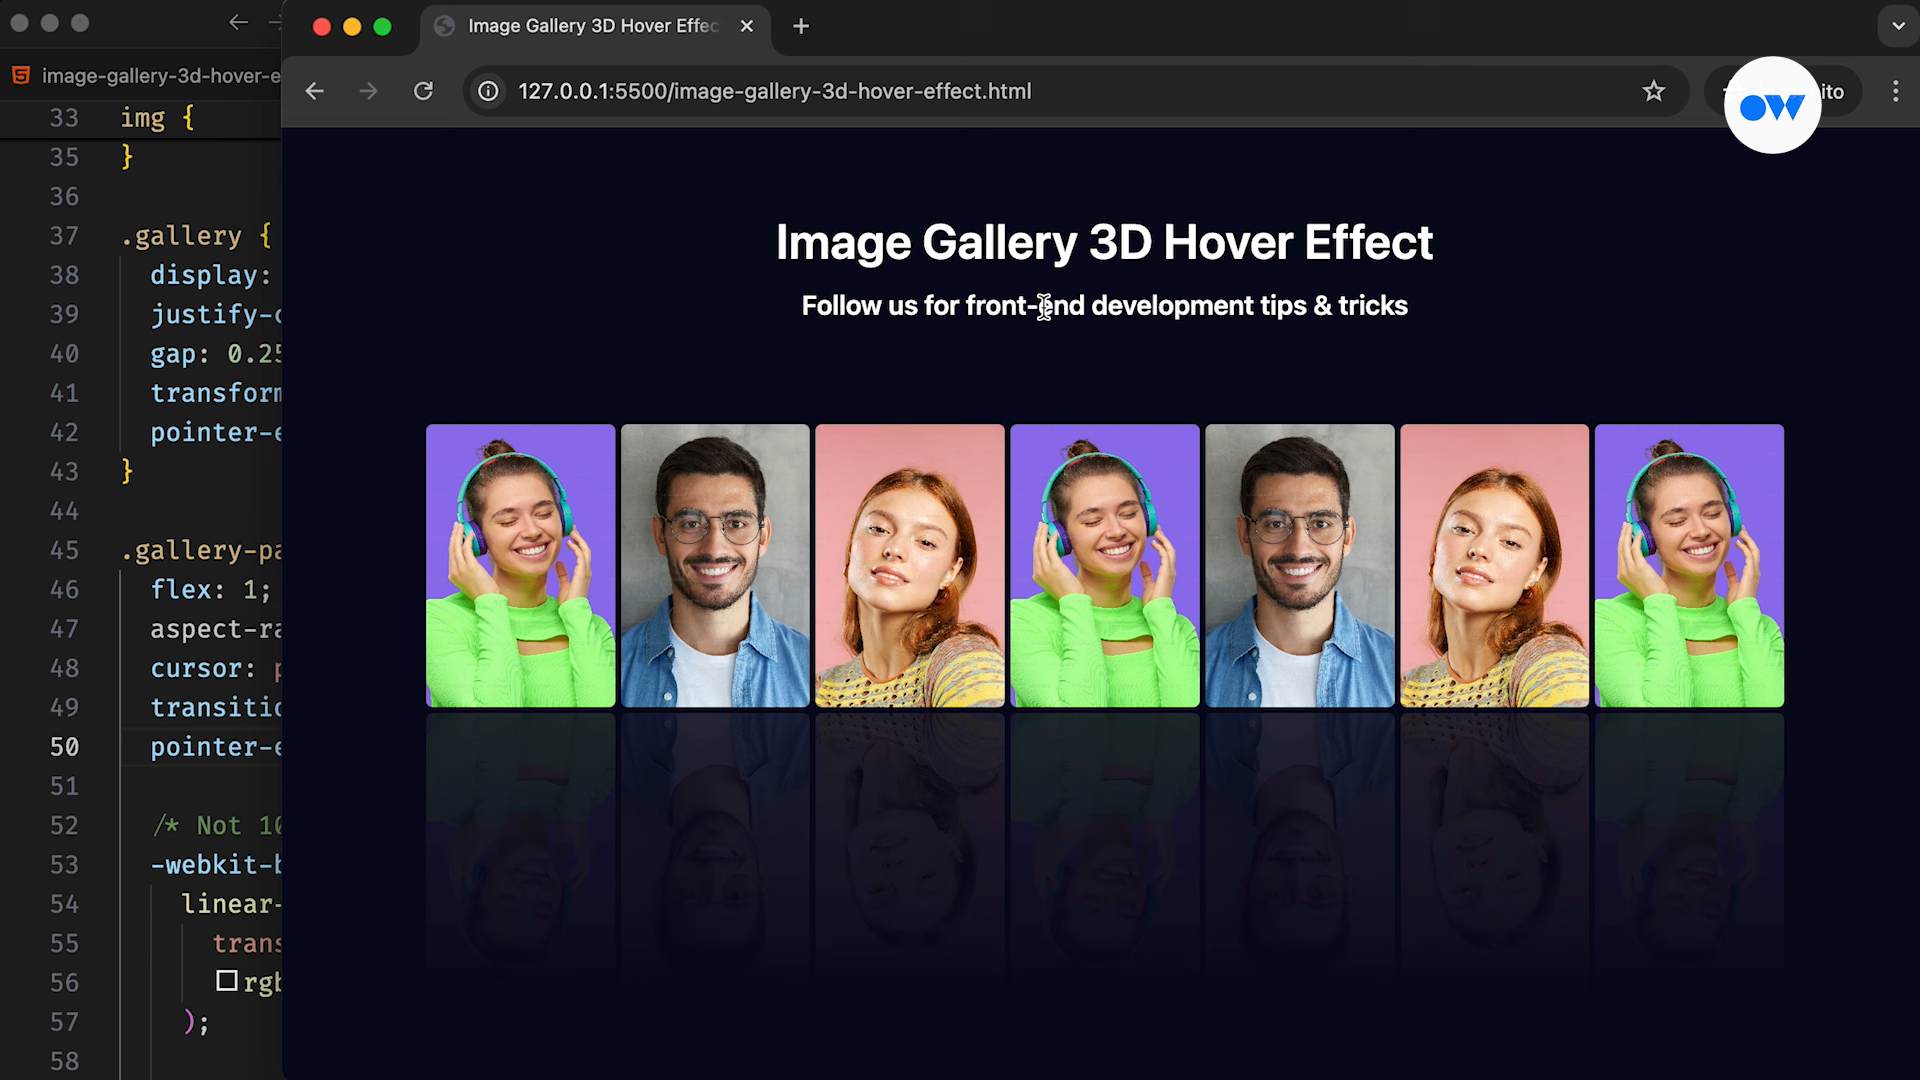 Image Gallery 3D Hover Effec
127.0.0.1:5500/image-gallery-3d-hover-effect.html
ito
OW
image-gallery-3d-hover-e
33 img {
35 }
36
37 .gallery {
38 display:
39 justify-c
40 gap: 0.25
41 transform
42 pointer-e
43 }
44
45 .gallery-pa
46 flex: 1;
47 aspect-ra
48 cursor: p
49 transitio
50 pointer-e
51
52 /* Not 10
53 -webkit-b
54 linear-
55 trans
56 rgb
57 );
58
Image Gallery 3D Hover Effect
Follow us for front-end development tips & tricks